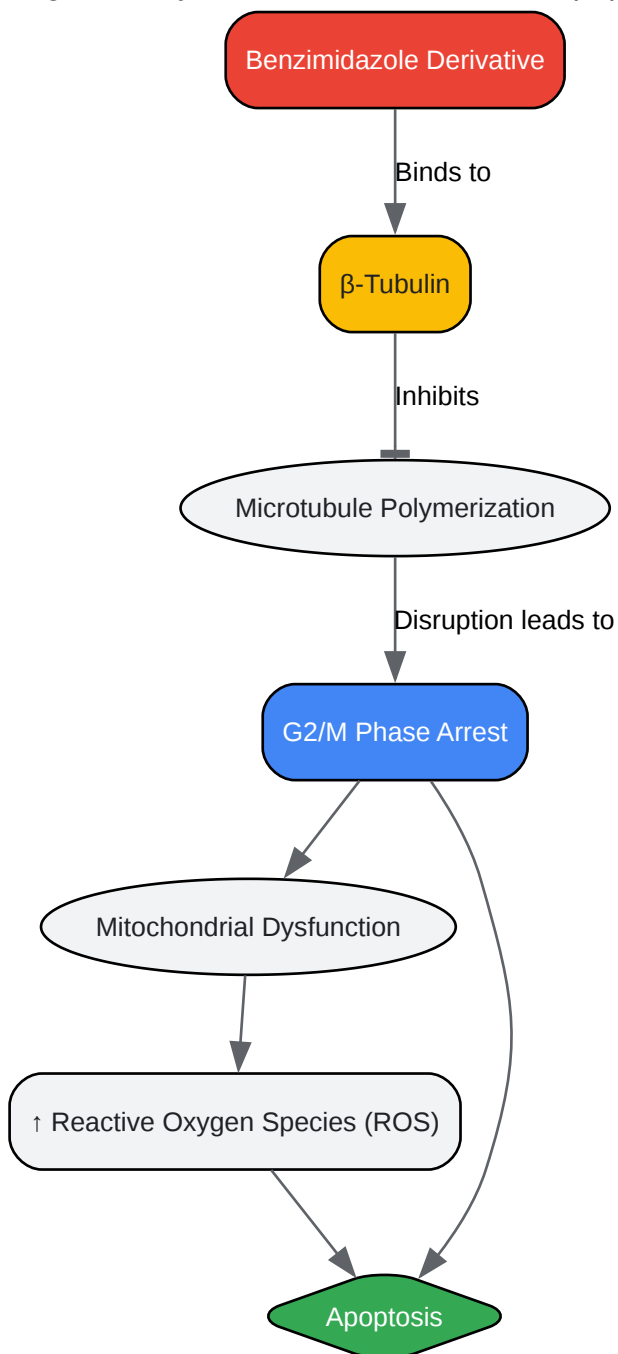 Benzimidazole Derivative
Binds to
β-Tubulin
Inhibits
Microtubule Polymerization
Disruption leads to
G2/M Phase Arrest
Mitochondrial Dysfunction
↑ Reactive Oxygen Species (ROS)
Apoptosis